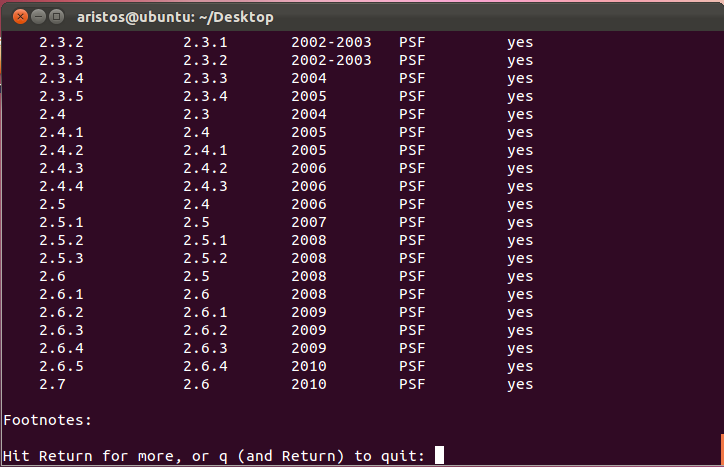 aristos@ubuntu: ~/Desktop
2.3.2 2.3.1 2002-2003 PSF yes
2.3.3 2.3.2 2002-2003 PSF yes
2.3.4 2.3.3 2004 PSF yes
2.3.5 2.3.4 2005 PSF yes
2.4 2.3 2004 PSF yes
2.4.1 2.4 2005 PSF yes
2.4.2 2.4.1 2005 PSF yes
2.4.3 2.4.2 2006 PSF yes
2.4.4 2.4.3 2006 PSF yes
2.5 2.4 2006 PSF yes
2.5.1 2.5 2007 PSF yes
2.5.2 2.5.1 2008 PSF yes
2.5.3 2.5.2 2008 PSF yes
2.6 2.5 2008 PSF yes
2.6.1 2.6 2008 PSF yes
2.6.2 2.6.1 2009 PSF yes
2.6.3 2.6.2 2009 PSF yes
2.6.4 2.6.3 2009 PSF yes
2.6.5 2.6.4 2010 PSF yes
2.7 2.6 2010 PSF yes
Footnotes:
Hit Return for more, or q (and Return) to quit: